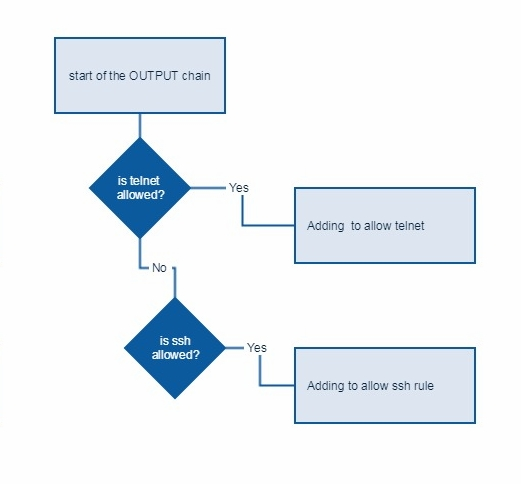 start of the OUTPUT chain
is telnet
allowed?
Yes
Adding  to allow telnet
No
is ssh
allowed?
Yes
Adding to allow ssh rule